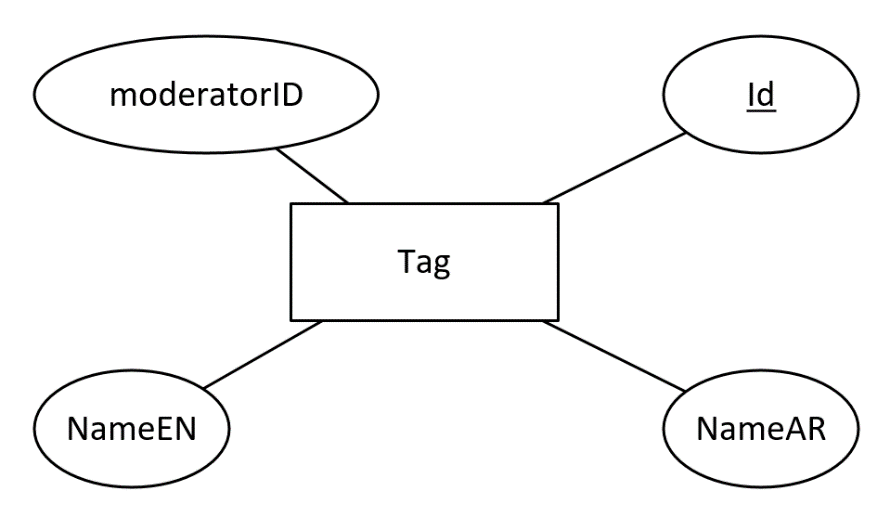 moderatorID
Id
Tag
NameEN
NameAR